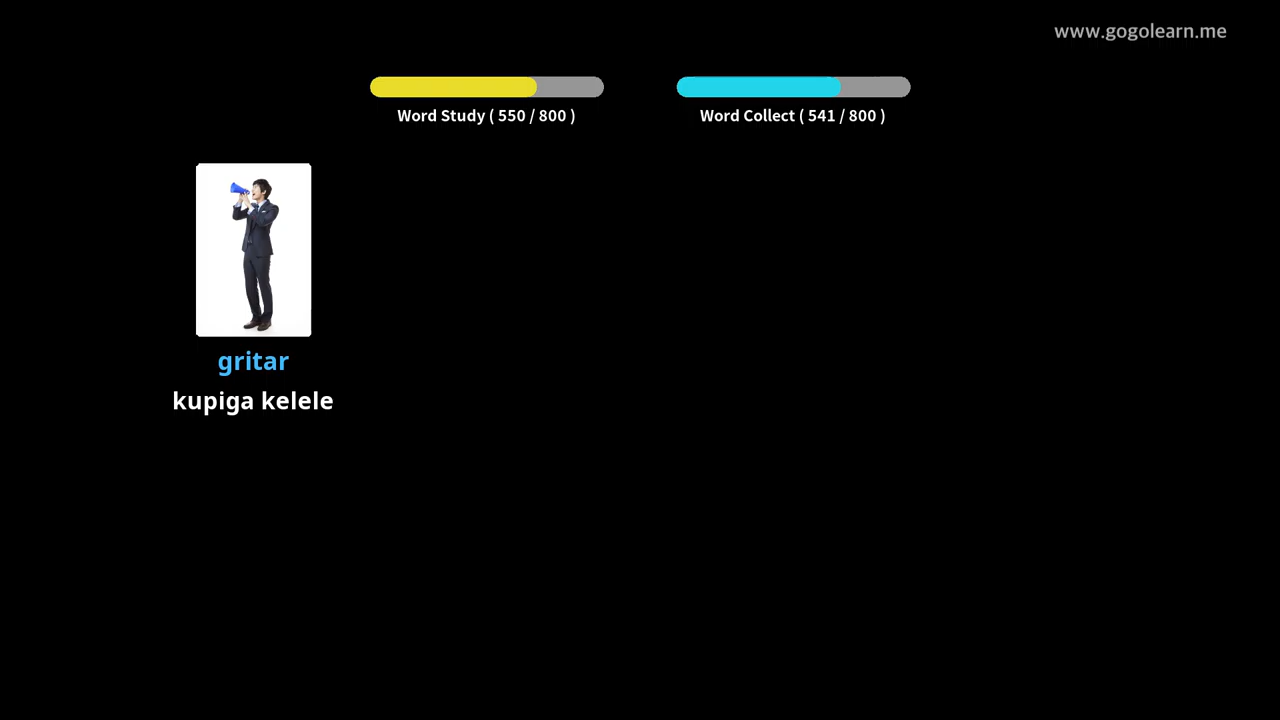 www.gogolearn.me
Word Study ( 550 / 800 )
Word Collect ( 541 / 800 )
gritar
kupiga kelele